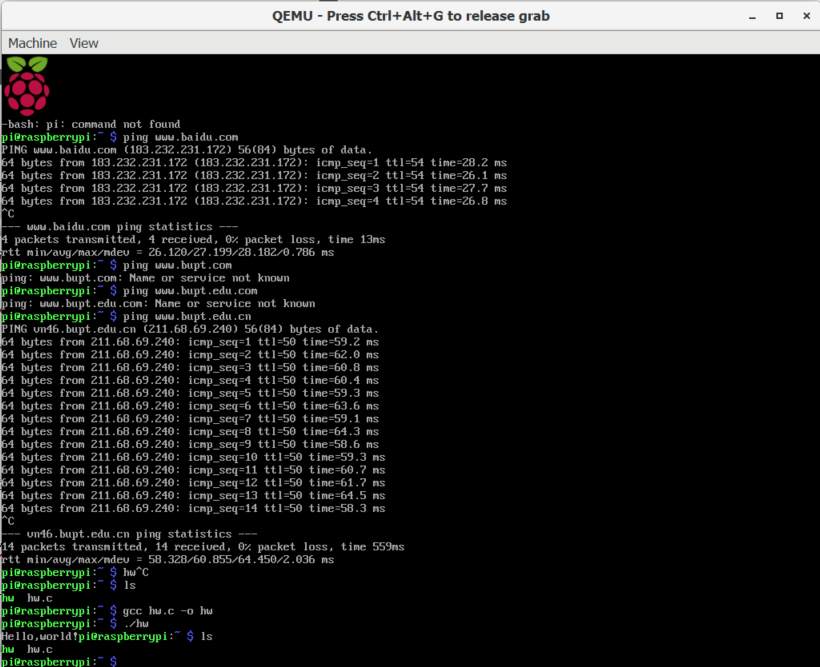 QEMU - Press Ctrl+Alt+G to release grab
Machine View
-bash: pi: command not found
pi@raspberrypi:~ $ ping www.baidu.com
PING www.baidu.com (183.232.231.172) 56(84) bytes of data.
64 bytes from 183.232.231.172 (183.232.231.172): icmp_seq=1 ttl=54 time=28.2 ms
64 bytes from 183.232.231.172 (183.232.231.172): icmp_seq=2 ttl=54 time=26.1 ms
64 bytes from 183.232.231.172 (183.232.231.172): icmp_seq=3 ttl=54 time=27.7 ms
64 bytes from 183.232.231.172 (183.232.231.172): icmp_seq=4 ttl=54 time=26.8 ms
^C
--- www.baidu.com ping statistics ---
4 packets transmitted, 4 received, 0% packet loss, time 13ms
rtt min/avg/max/mdev = 26.120/27.199/28.182/0.786 ms
pi@raspberrypi:~ $ ping www.bupt.com
ping: www.bupt.com: Name or service not known
pi@raspberrypi:~ $ ping www.bupt.edu.com
ping: www.bupt.edu.com: Name or service not known
pi@raspberrypi:~ $ ping www.bupt.edu.cn
PING vn46.bupt.edu.cn (211.68.69.240) 56(84) bytes of data.
64 bytes from 211.68.69.240: icmp_seq=1 ttl=50 time=59.2 ms
64 bytes from 211.68.69.240: icmp_seq=2 ttl=50 time=62.0 ms
64 bytes from 211.68.69.240: icmp_seq=3 ttl=50 time=60.8 ms
64 bytes from 211.68.69.240: icmp_seq=4 ttl=50 time=60.4 ms
64 bytes from 211.68.69.240: icmp_seq=5 ttl=50 time=59.3 ms
64 bytes from 211.68.69.240: icmp_seq=6 ttl=50 time=63.6 ms
64 bytes from 211.68.69.240: icmp_seq=7 ttl=50 time=59.1 ms
64 bytes from 211.68.69.240: icmp_seq=8 ttl=50 time=64.3 ms
64 bytes from 211.68.69.240: icmp_seq=9 ttl=50 time=58.6 ms
64 bytes from 211.68.69.240: icmp_seq=10 ttl=50 time=59.3 ms
64 bytes from 211.68.69.240: icmp_seq=11 ttl=50 time=60.7 ms
64 bytes from 211.68.69.240: icmp_seq=12 ttl=50 time=61.7 ms
64 bytes from 211.68.69.240: icmp_seq=13 ttl=50 time=64.5 ms
64 bytes from 211.68.69.240: icmp_seq=14 ttl=50 time=58.3 ms
^C
--- vn46.bupt.edu.cn ping statistics ---
14 packets transmitted, 14 received, 0% packet loss, time 559ms
rtt min/avg/max/mdev = 58.328/60.855/64.450/2.036 ms
pi@raspberrypi:~ $ hw^C
pi@raspberrypi:~ $ ls
hw hw.c
pi@raspberrypi:~ $ gcc hw.c -o hw
pi@raspberrypi:~ $ ./hw
Hello,world!pi@raspberrypi:~ $ ls
hw hw.c
pi@raspberrypi:~ $